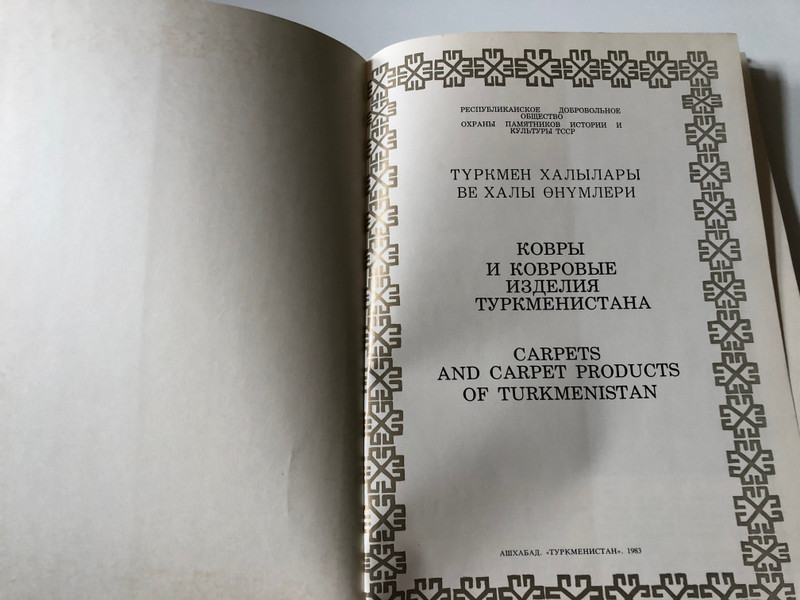 РЕСПУБЛИКАНСКОЕ ДОБРОВОЛЬНОЕ
ОБЩЕСТВО
ОХРАНЫ ПАМЯТНИКОВ ИСТОРИИ И
КУЛЬТУРЫ ТССР
ТҮРКМЕН ХАЛЫЛАРЫ
ВЕ ХАЛЫ ӨНҮМЛЕРИ
КОВРЫ
И КОВРОВЫЕ
ИЗДЕЛИЯ
ТУРКМЕНИСТАНА
CARPETS
AND CARPET PRODUCTS
OF TURKMENISTAN
АШХАБАД. «ТУРКМЕНИСТАН». 1983